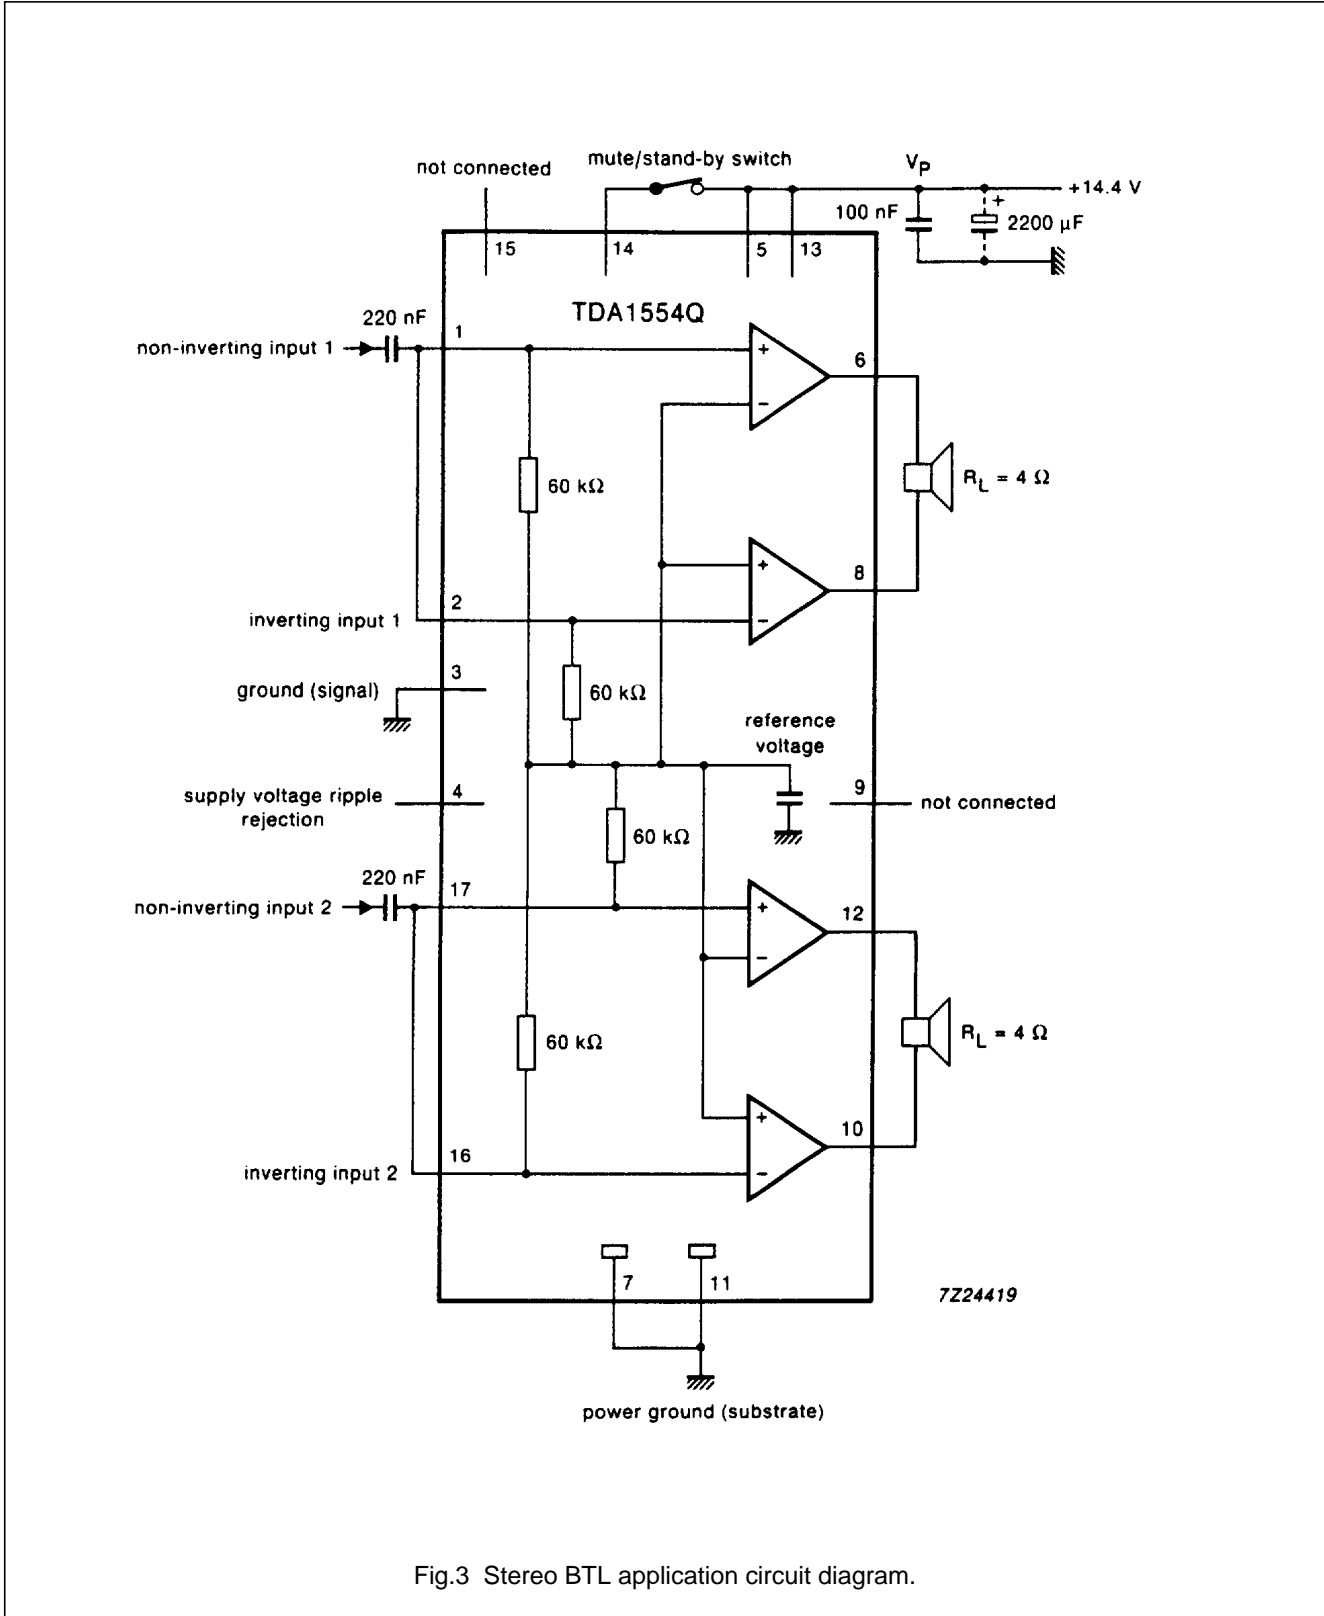 not connected
mute/stand-by switch
VP
+14.4 V
100 nF
+
2200 µF
15
14
5
13
TDA1554Q
220 nF
1
non-inverting input 1
+
−
6
60 kΩ
RL = 4 Ω
+
−
8
2
inverting input 1
3
ground (signal)
60 kΩ
reference
voltage
4
supply voltage ripple
rejection
9
not connected
60 kΩ
220 nF
17
non-inverting input 2
+
−
12
60 kΩ
RL = 4 Ω
+
−
10
16
inverting input 2
7
11
7Z24419
power ground (substrate)
Fig.3 Stereo BTL application circuit diagram.